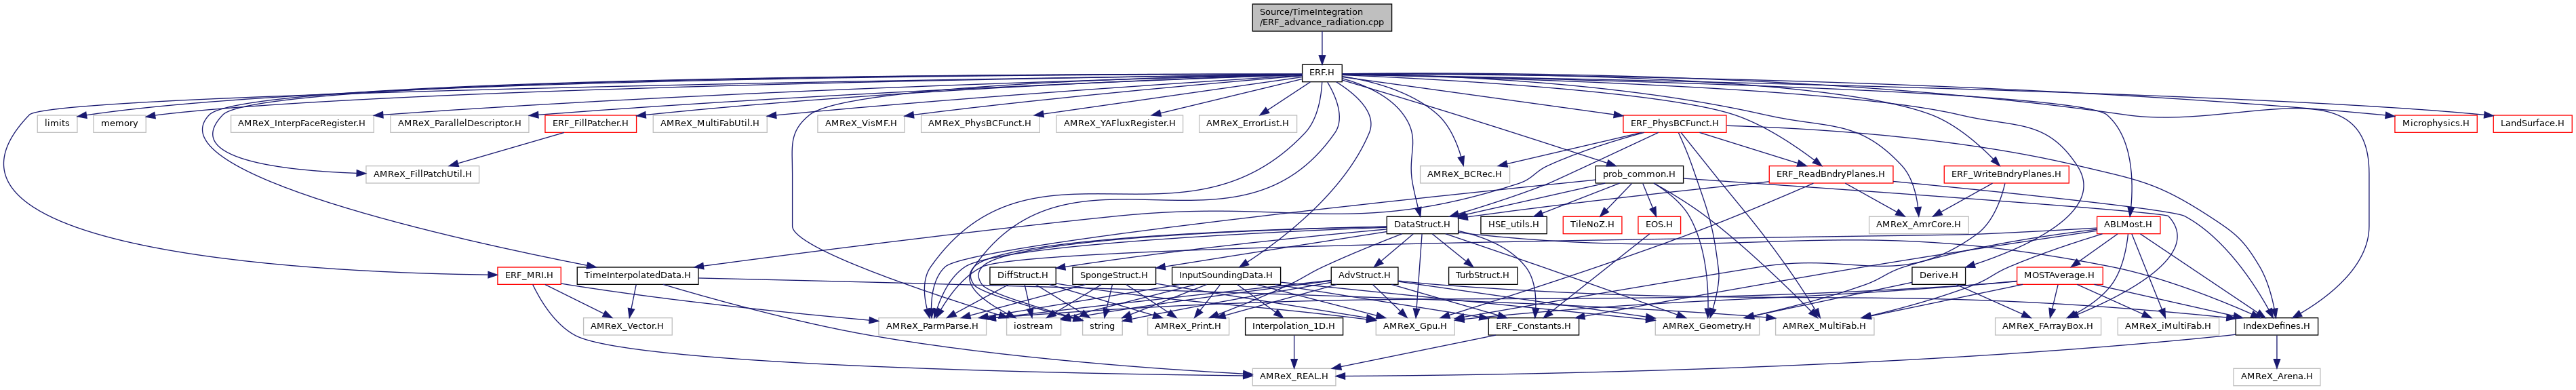 Source/TimeIntegration
/ERF_advance_radiation.cpp
ERF.H
limits
memory
AMReX_InterpFaceRegister.H
AMReX_ParallelDescriptor.H
ERF_FillPatcher.H
AMReX_MultiFabUtil.H
AMReX_VisMF.H
AMReX_PhysBCFunct.H
AMReX_YAFluxRegister.H
AMReX_ErrorList.H
ERF_PhysBCFunct.H
Microphysics.H
LandSurface.H
AMReX_FillPatchUtil.H
AMReX_BCRec.H
prob_common.H
ERF_ReadBndryPlanes.H
ERF_WriteBndryPlanes.H
DataStruct.H
HSE_utils.H
TileNoZ.H
EOS.H
AMReX_AmrCore.H
ABLMost.H
ERF_MRI.H
TimeInterpolatedData.H
DiffStruct.H
SpongeStruct.H
InputSoundingData.H
AdvStruct.H
TurbStruct.H
Derive.H
MOSTAverage.H
AMReX_Vector.H
AMReX_ParmParse.H
iostream
string
AMReX_Print.H
Interpolation_1D.H
AMReX_Gpu.H
ERF_Constants.H
AMReX_Geometry.H
AMReX_MultiFab.H
AMReX_FArrayBox.H
AMReX_iMultiFab.H
IndexDefines.H
AMReX_REAL.H
AMReX_Arena.H